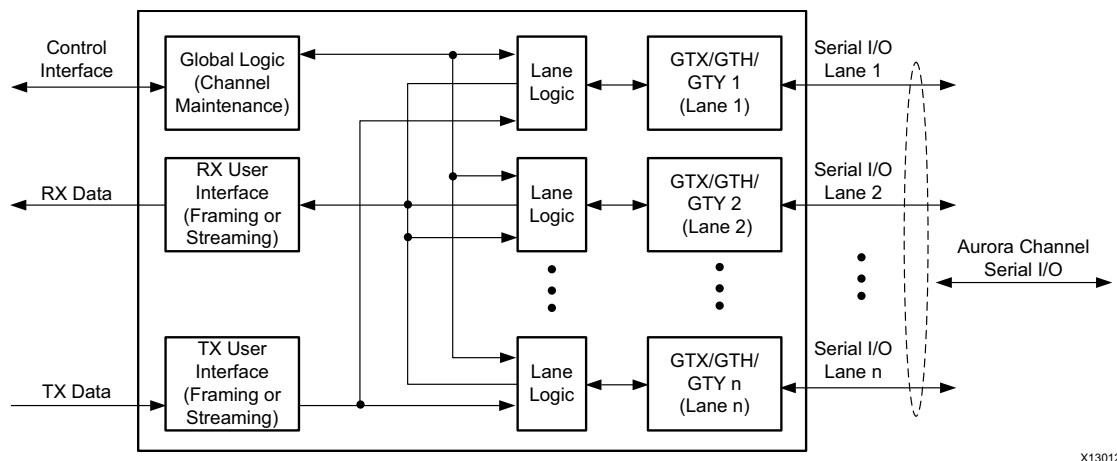 Control
Interface
Global Logic
(Channel
Maintenance)
Lane
Logic
GTX/GTH/
GTY 1
(Lane 1)
Serial I/O
Lane 1
RX Data
RX User
Interface
(Framing or
Streaming)
Lane
Logic
GTX/GTH/
GTY 2
(Lane 2)
Serial I/O
Lane 2
Aurora Channel
Serial I/O
TX Data
TX User
Interface
(Framing or
Streaming)
Lane
Logic
GTX/GTH/
GTY n
(Lane n)
Serial I/O
Lane n
X13012